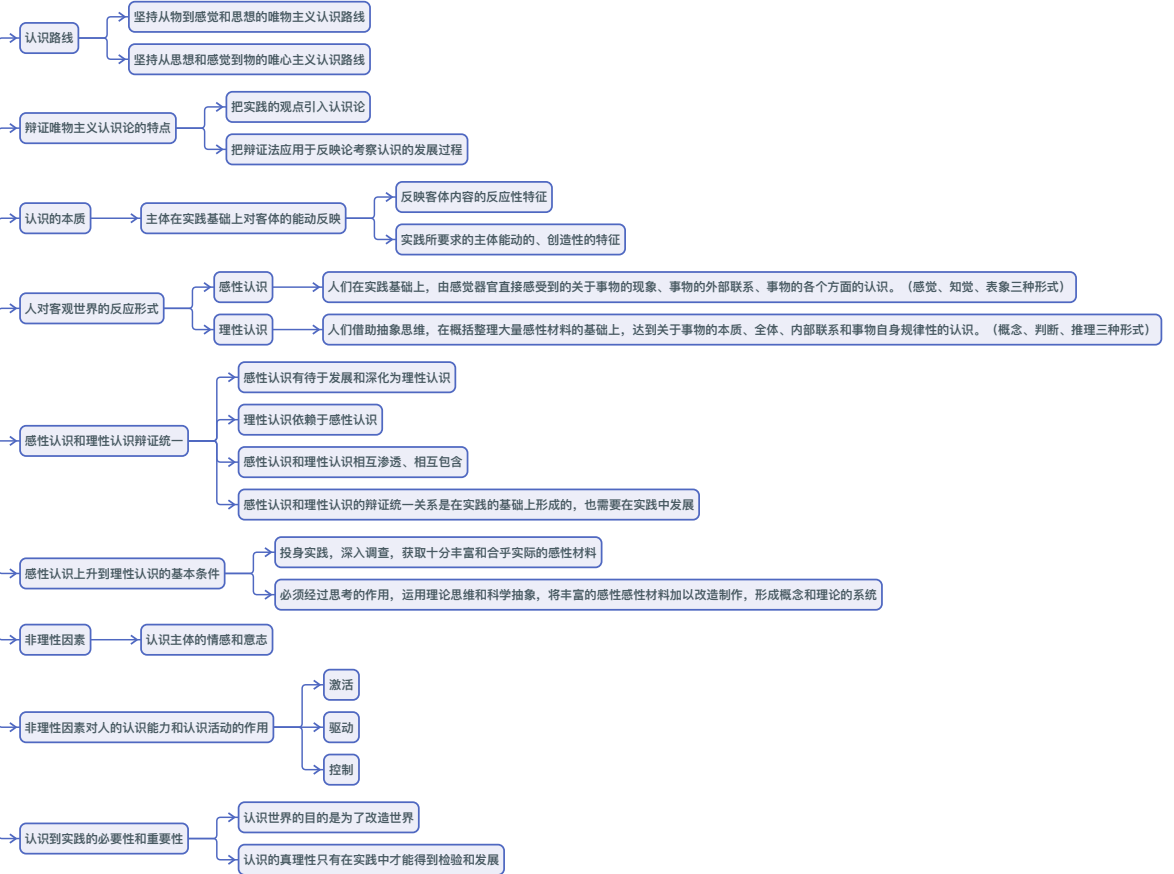 认识路线
坚持从物到感觉和思想的唯物主义认识路线
坚持从思想和感觉到物的唯心主义认识路线
辩证唯物主义认识论的特点
把实践的观点引入认识论
把辩证法应用于反映论考察认识的发展过程
认识的本质
主体在实践基础上对客体的能动反映
反映客体内容的反应性特征
实践所要求的主体能动的、创造性的特征
人对客观世界的反应形式
感性认识
人们在实践基础上，由感觉器官直接感受到的关于事物的现象、事物的外部联系、事物的各个方面的认识。（感觉、知觉、表象三种形式）
理性认识
人们借助抽象思维，在概括整理大量感性材料的基础上，达到关于事物的本质、全体、内部联系和事物自身规律性的认识。（概念、判断、推理三种形式）
感性认识和理性认识辩证统一
感性认识有待于发展和深化为理性认识
理性认识依赖于感性认识
感性认识和理性认识相互渗透、相互包含
感性认识和理性认识的辩证统一关系是在实践的基础上形成的，也需要在实践中发展
感性认识上升到理性认识的基本条件
投身实践，深入调查，获取十分丰富和合乎实际的感性材料
必须经过思考的作用，运用理论思维和科学抽象，将丰富的感性感性材料加以改造制作，形成概念和理论的系统
非理性因素
认识主体的情感和意志
非理性因素对人的认识能力和认识活动的作用
激活
驱动
控制
认识到实践的必要性和重要性
认识世界的目的是为了改造世界
认识的真理性只有在实践中才能得到检验和发展